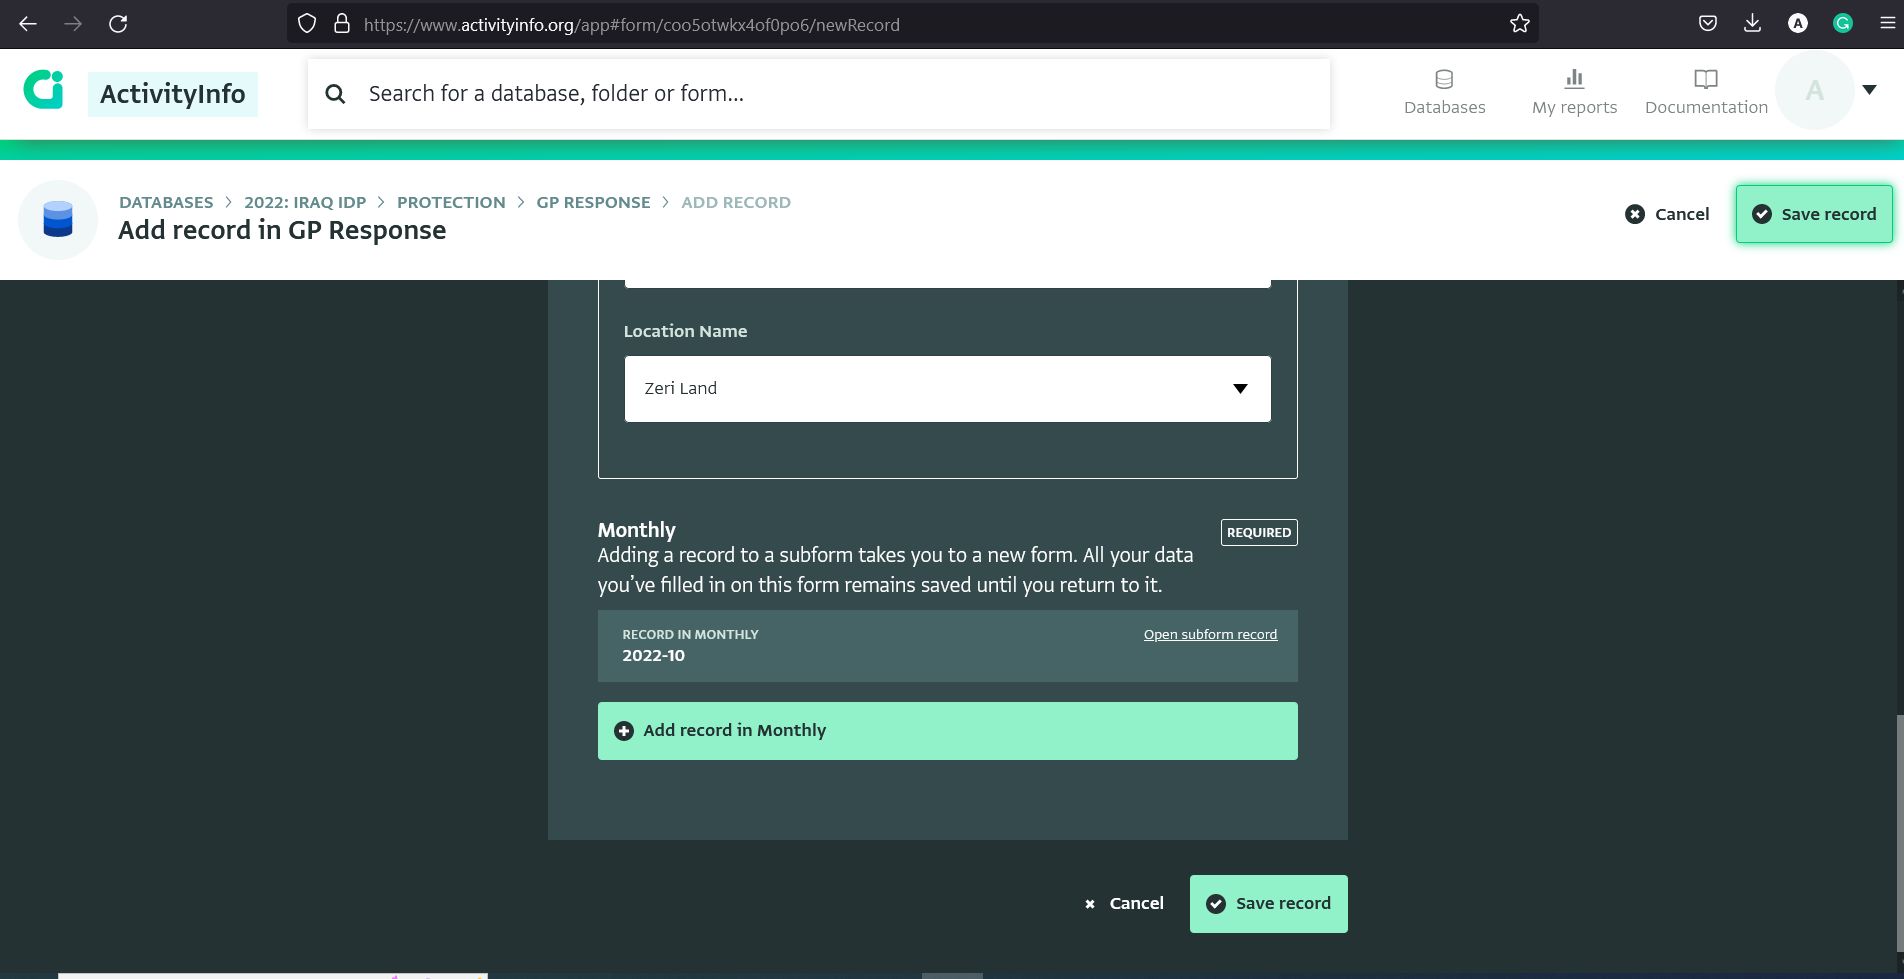 https://www.activityinfo.org/app#form/coo5otwkx4of0po6/newRecord
A
G
ActivityInfo
Search for a database, folder or form...
Databases
My reports
Documentation
A
DATABASES > 2022: IRAQ IDP > PROTECTION > GP RESPONSE > ADD RECORD
Add record in GP Response
Cancel
Save record
Location Name
Zeri Land
Monthly
REQUIRED
Adding a record to a subform takes you to a new form. All your data
you’ve filled in on this form remains saved until you return to it.
RECORD IN MONTHLY
Open subform record
2022-10
Add record in Monthly
Cancel
Save record